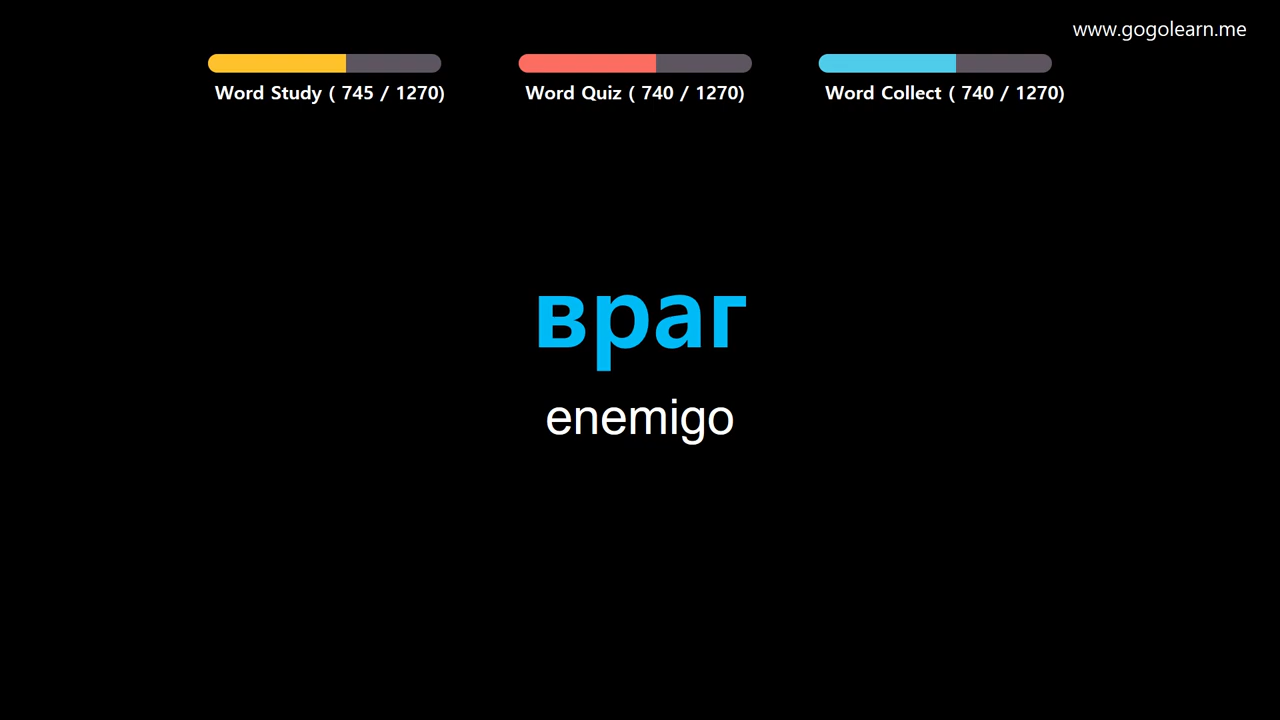 www.gogolearn.me
Word Study ( 745 / 1270)
Word Quiz ( 740 / 1270)
Word Collect ( 740 / 1270)
враг
enemigo